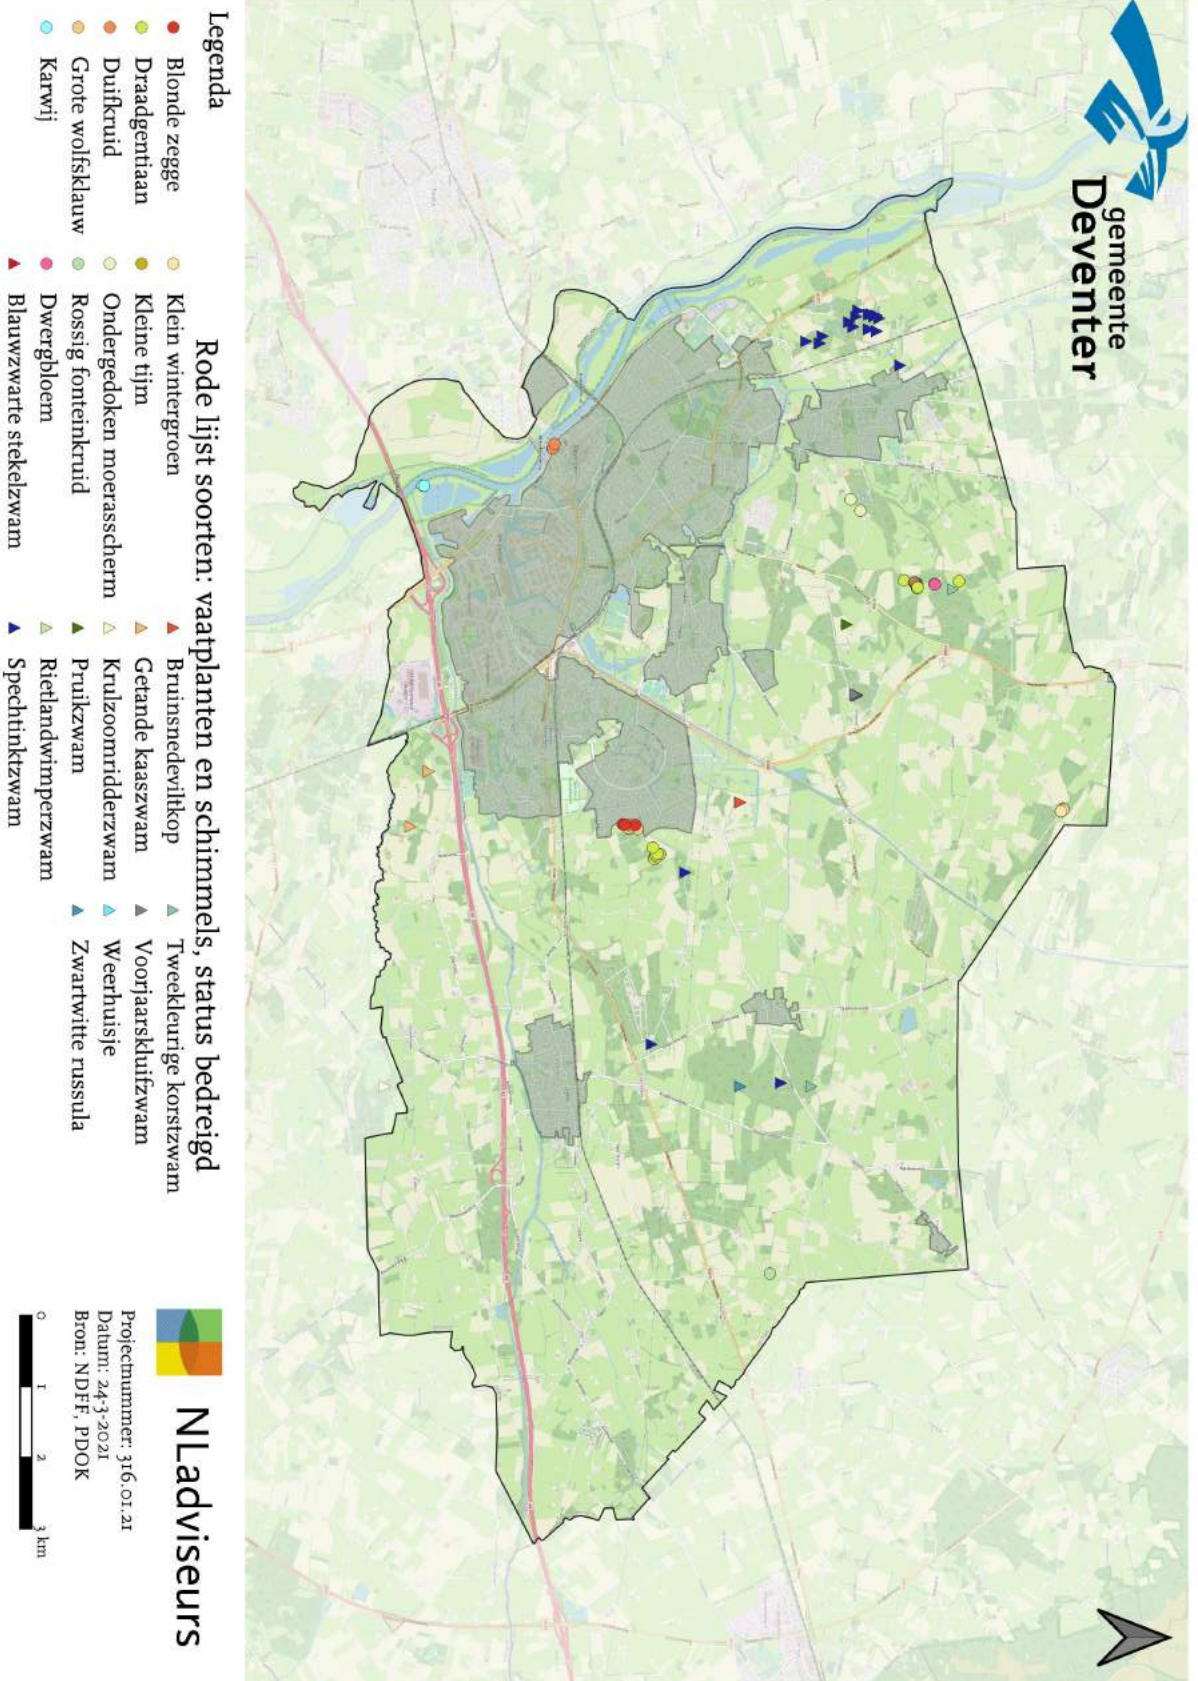 gemeente
Deventer
Rode lijst soorten: vaatplanten en schimmels, status bedreigd
Legenda
Blonde zegge
Draadgentiaan
Duifkruid
Grote wolfsklauw
Karwij
Klein wintergroen
Kleine tijm
Ondergedoken moerasscherm
Rossig fonteinkruid
Dwergbloem
Blauwzwarte stekelzwam
Bruinsnedeviltkop
Getande kaaszwam
Krulzoomridderzwam
Pruikzwam
Rietlandwimperzwam
Spechtinktzwam
Tweekleurige korstzwam
Voorjaarskluifzwam
Weerhuisje
Zwartwitte russula
NLadviseurs
Projectnummer: 316.01.21
Datum: 24-3-2021
Bron: NDFF, PDOK
0 1 2 3 km